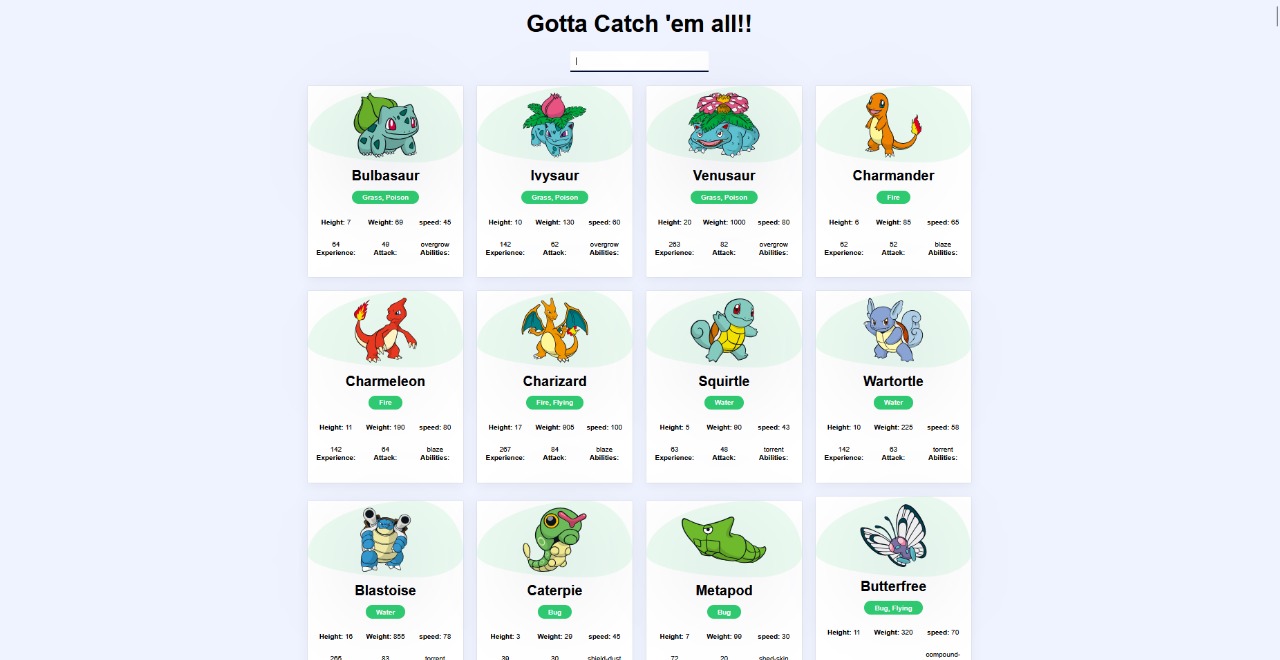 Gotta Catch 'em all!!
Bulbasaur
Grass, Poison
Height: 7 Weight: 69 speed: 45
64 49 overgrow
Experience: Attack: Abilities:
Ivysaur
Grass, Poison
Height: 10 Weight: 130 speed: 60
142 62 overgrow
Experience: Attack: Abilities:
Venusaur
Grass, Poison
Height: 20 Weight: 1000 speed: 80
263 82 overgrow
Experience: Attack: Abilities:
Charmander
Fire
Height: 6 Weight: 85 speed: 65
62 52 blaze
Experience: Attack: Abilities:
Charmeleon
Fire
Height: 11 Weight: 190 speed: 80
142 64 blaze
Experience: Attack: Abilities:
Charizard
Fire, Flying
Height: 17 Weight: 905 speed: 100
267 84 blaze
Experience: Attack: Abilities:
Squirtle
Water
Height: 5 Weight: 90 speed: 43
63 48 torrent
Experience: Attack: Abilities:
Wartortle
Water
Height: 10 Weight: 225 speed: 58
142 63 torrent
Experience: Attack: Abilities:
Blastoise
Water
Height: 16 Weight: 855 speed: 78
265 83 torrent
Caterpie
Bug
Height: 3 Weight: 29 speed: 45
39 30 shield-dust
Metapod
Bug
Height: 7 Weight: 99 speed: 30
72 20 shed-skin
Butterfree
Bug, Flying
Height: 11 Weight: 320 speed: 70
compound-